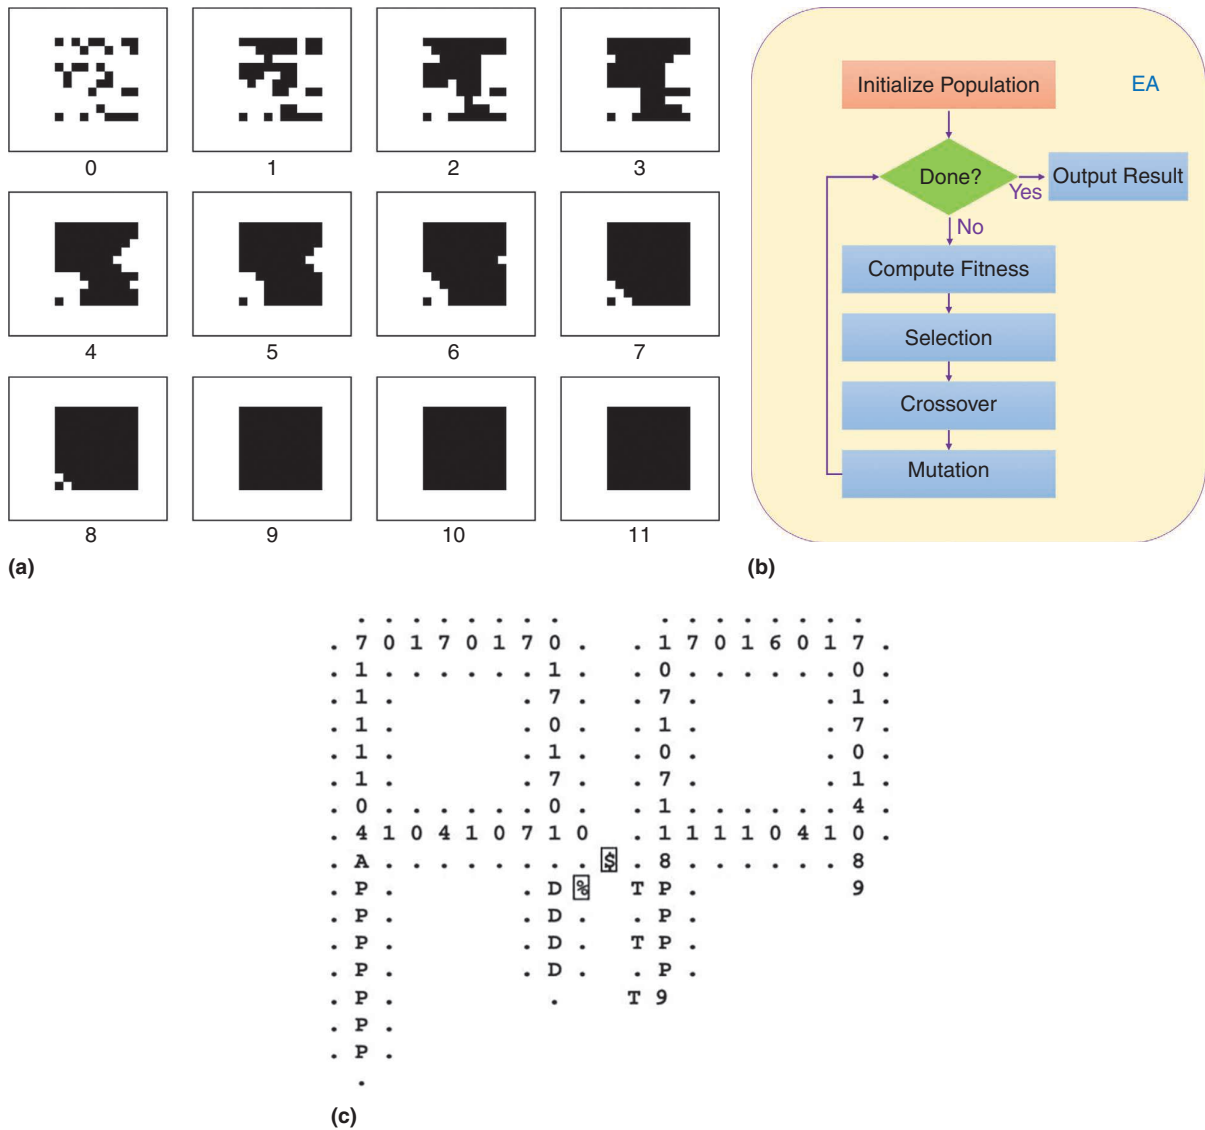 0 1 2 3
4 5 6 7
8 9 10 11
(a)
Initialize Population
EA
Done?
Yes
Output Result
No
Compute Fitness
Selection
Crossover
Mutation
(b)
. . . . . . . . . . . . . . . .
. 7 0 1 7 0 1 7 0 . . 1 7 0 1 6 0 1 7 .
. 1 . . . . . . 1 . . 0 . . . . . . 0 .
. 1 . . 7 . . 7 . . 1 .
. 1 . . 0 . . 1 . . 7 .
. 1 . . 1 . . 0 . . 0 .
. 1 . . 7 . . 7 . . 1 .
. 0 . . . . . . 0 . . 1 . . . . . . 4 .
. 4 1 0 4 1 0 7 1 0 . 1 1 1 1 0 4 1 0 .
. A . . . . . . . . $ . 8 . . . . . . 8
. P . . D % T P . 9
. P . . D . . P .
. P . . D . T P .
. P . . D . . P .
. P . . T 9
. P .
. P .
.
(c)